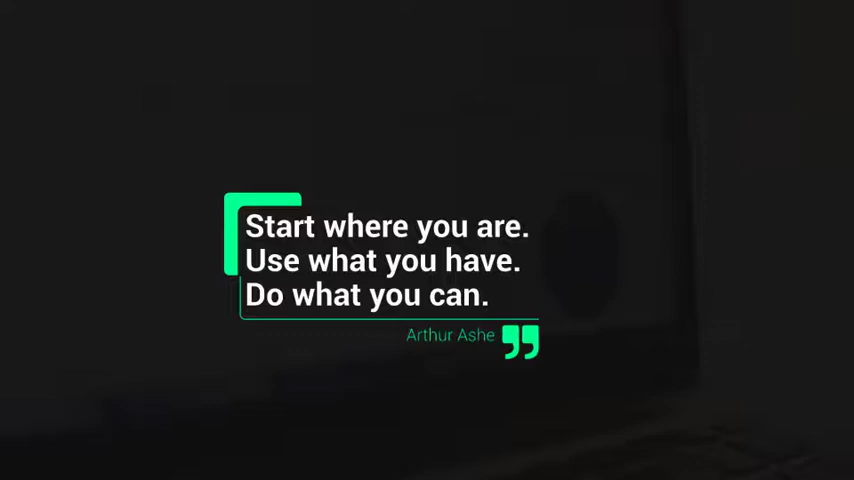 Start where you are.
Use what you have.
Do what you can.
Arthur Ashe